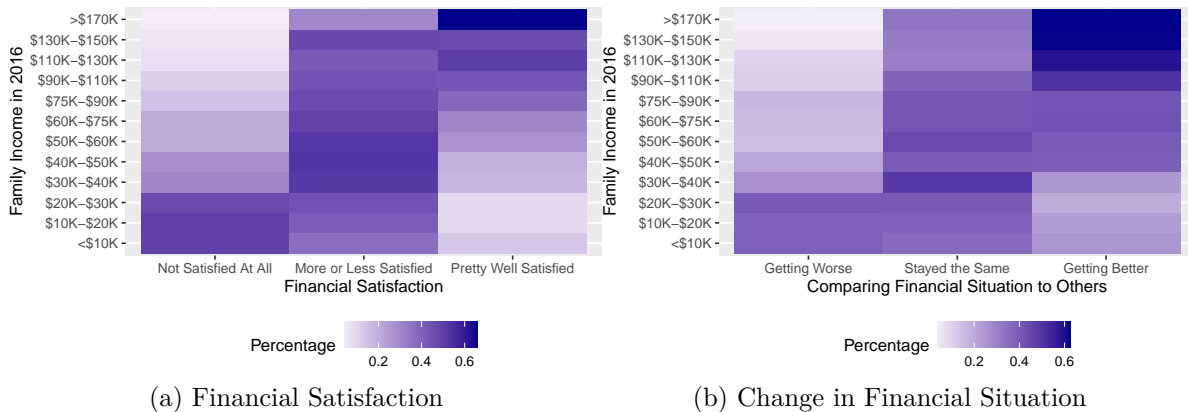 Family Income in 2016
>$170K
$130K−$150K
$110K−$130K
$90K−$110K
$75K−$90K
$60K−$75K
$50K−$60K
$40K−$50K
$30K−$40K
$20K−$30K
$10K−$20K
<$10K
Not Satisfied At All More or Less Satisfied Pretty Well Satisfied
Financial Satisfaction
Percentage
0.2 0.4 0.6
(a) Financial Satisfaction
Family Income in 2016
>$170K
$130K−$150K
$110K−$130K
$90K−$110K
$75K−$90K
$60K−$75K
$50K−$60K
$40K−$50K
$30K−$40K
$20K−$30K
$10K−$20K
<$10K
Getting Worse Stayed the Same Getting Better
Comparing Financial Situation to Others
Percentage
0.2 0.4 0.6
(b) Change in Financial Situation